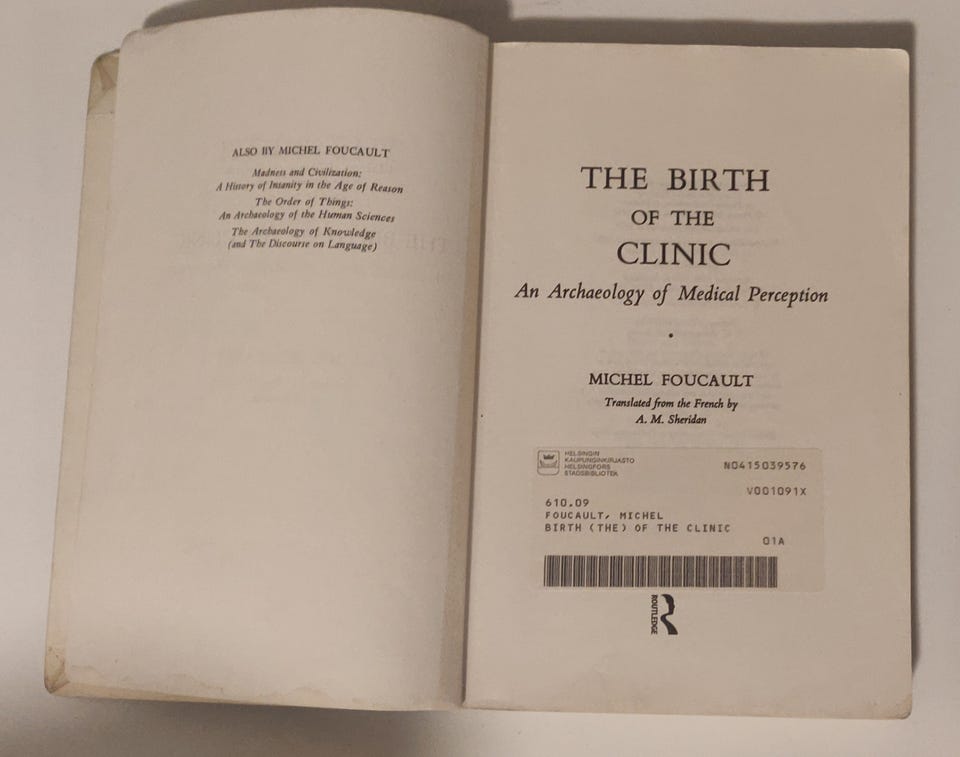 ALSO BY MICHEL FOUCAULT
Madness and Civilization:
A History of Insanity in the Age of Reason
The Order of Things:
An Archaeology of the Human Sciences
The Archaeology of Knowledge
(and The Discourse on Language)
THE BIRTH
OF THE
CLINIC
An Archaeology of Medical Perception
MICHEL FOUCAULT
Translated from the French by
A. M. Sheridan
HELSINGIN
KAUPUNGINKIRJASTO
HELSINGFORS
STADSBIBLIOTEK
N0415039576
V001091X
610.09
FOUCAULT, MICHEL
BIRTH (THE) OF THE CLINIC
01A
ROUTLEDGE